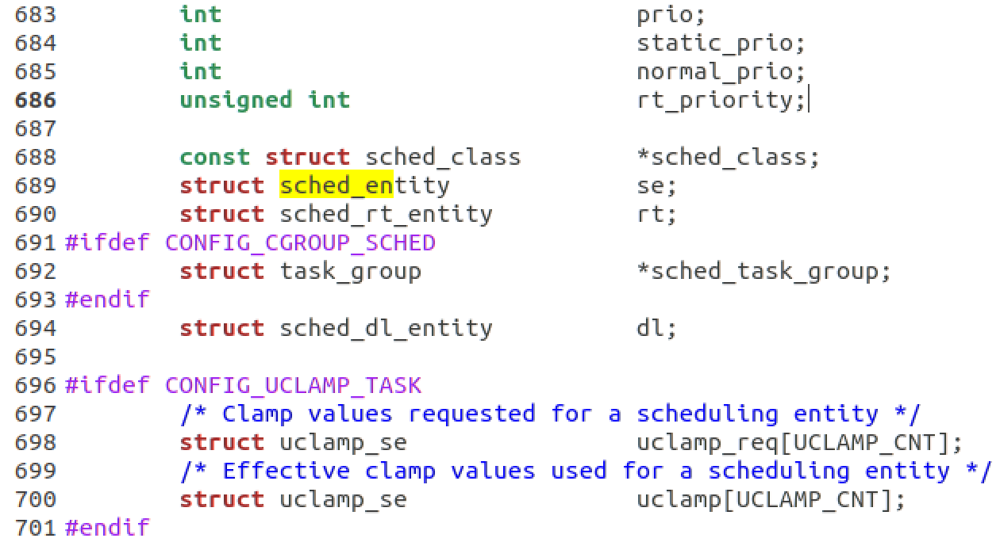 683 int prio;
684 int static_prio;
685 int normal_prio;
686 unsigned int rt_priority;
687
688 const struct sched_class *sched_class;
689 struct sched_entity se;
690 struct sched_rt_entity rt;
691 #ifdef CONFIG_CGROUP_SCHED
692 struct task_group *sched_task_group;
693 #endif
694 struct sched_dl_entity dl;
695
696 #ifdef CONFIG_UCLAMP_TASK
697 /* Clamp values requested for a scheduling entity */
698 struct uclamp_se uclamp_req[UCLAMP_CNT];
699 /* Effective clamp values used for a scheduling entity */
700 struct uclamp_se uclamp[UCLAMP_CNT];
701 #endif